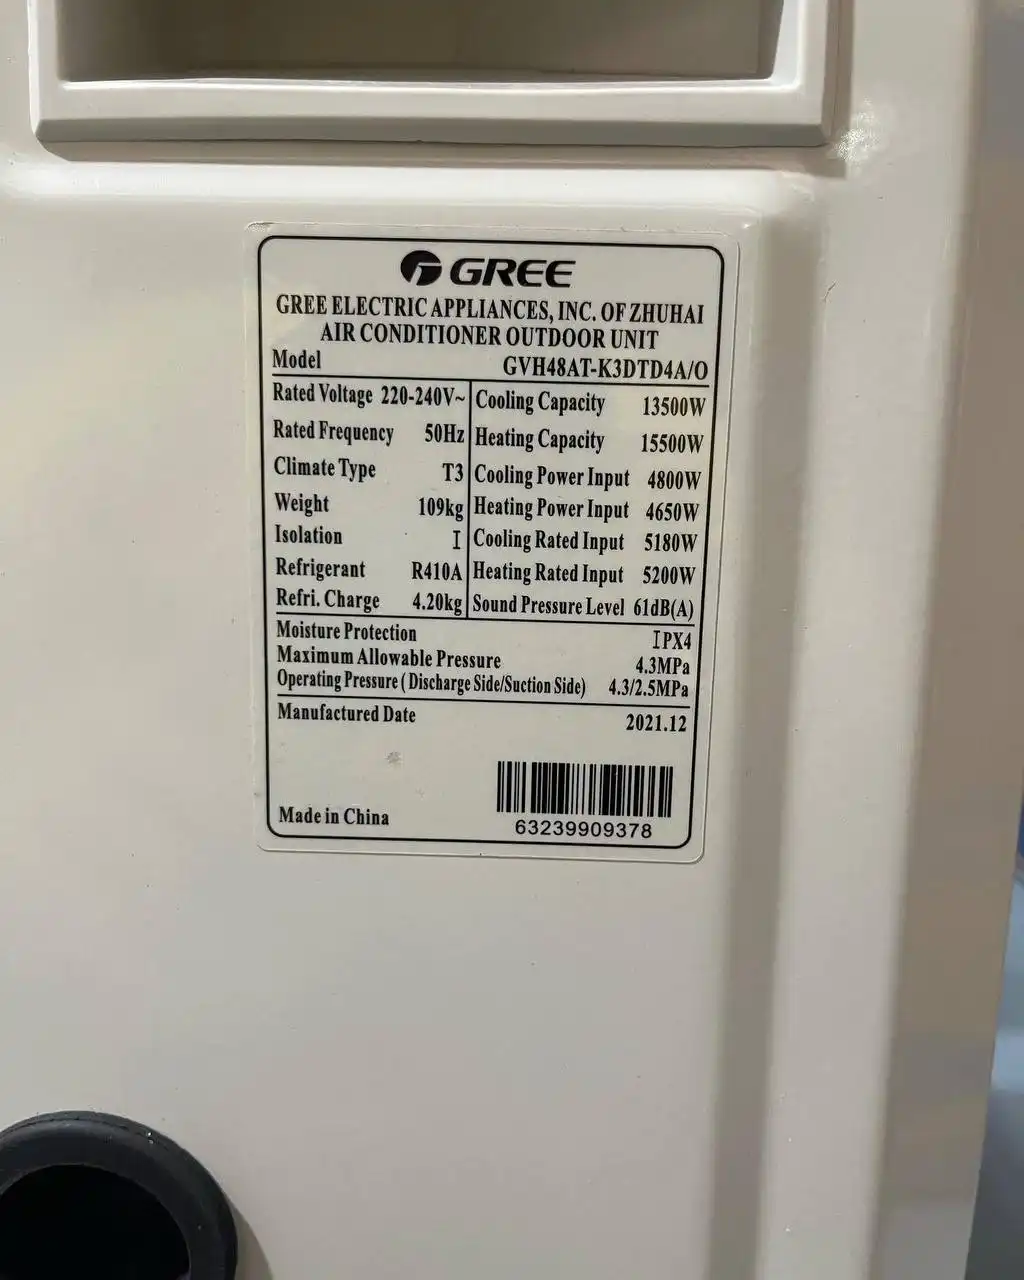 GREE
GREE ELECTRIC APPLIANCES, INC. OF ZHUHAI
AIR CONDITIONER OUTDOOR UNIT
Model GVH48AT-K3DTD4A/O
Rated Voltage 220-240V~ Cooling Capacity 13500W
Rated Frequency 50Hz Heating Capacity 15500W
Climate Type T3 Cooling Power Input 4800W
Weight 109kg Heating Power Input 4650W
Isolation I Cooling Rated Input 5180W
Refrigerant R410A Heating Rated Input 5200W
Refri. Charge 4.20kg Sound Pressure Level 61dB(A)
Moisture Protection IPX4
Maximum Allowable Pressure 4.3MPa
Operating Pressure ( Discharge Side/Suction Side) 4.3/2.5MPa
Manufactured Date 2021.12
Made in China
63239909378